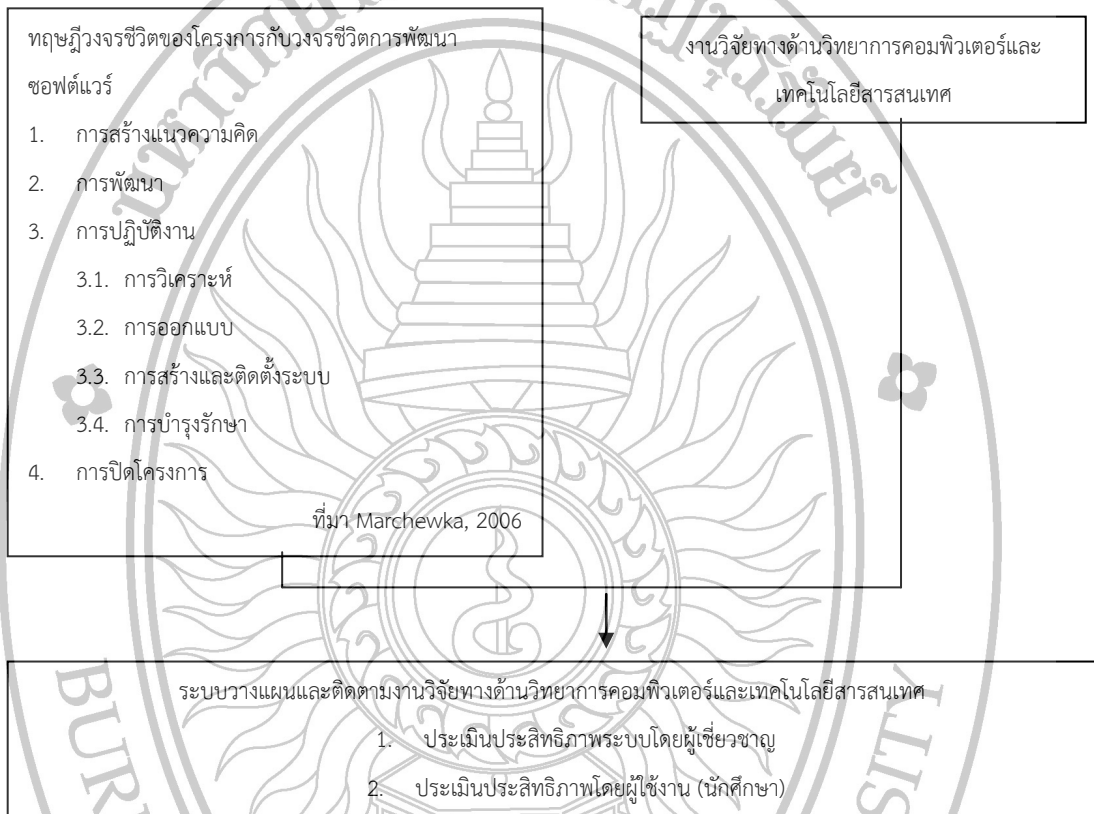 ทฤษฎีวงจรชีวิตของโครงการกับวงจรชีวิตการพัฒนา
ซอฟต์แวร์
1. การสร้างแนวความคิด
2. การพัฒนา
3. การปฏิบัติงาน
3.1. การวิเคราะห์
3.2. การออกแบบ
3.3. การสร้างและติดตั้งระบบ
3.4. การบำรุงรักษา
4. การปิดโครงการ
ที่มา Marchewka, 2006
งานวิจัยทางด้านวิทยาการคอมพิวเตอร์และ
เทคโนโลยีสารสนเทศ
ระบบวางแผนและติดตามงานวิจัยทางด้านวิทยาการคอมพิวเตอร์และเทคโนโลยีสารสนเทศ
1. ประเมินประสิทธิภาพระบบโดยผู้เชี่ยวชาญ
2. ประเมินประสิทธิภาพโดยผู้ใช้งาน (นักศึกษา)